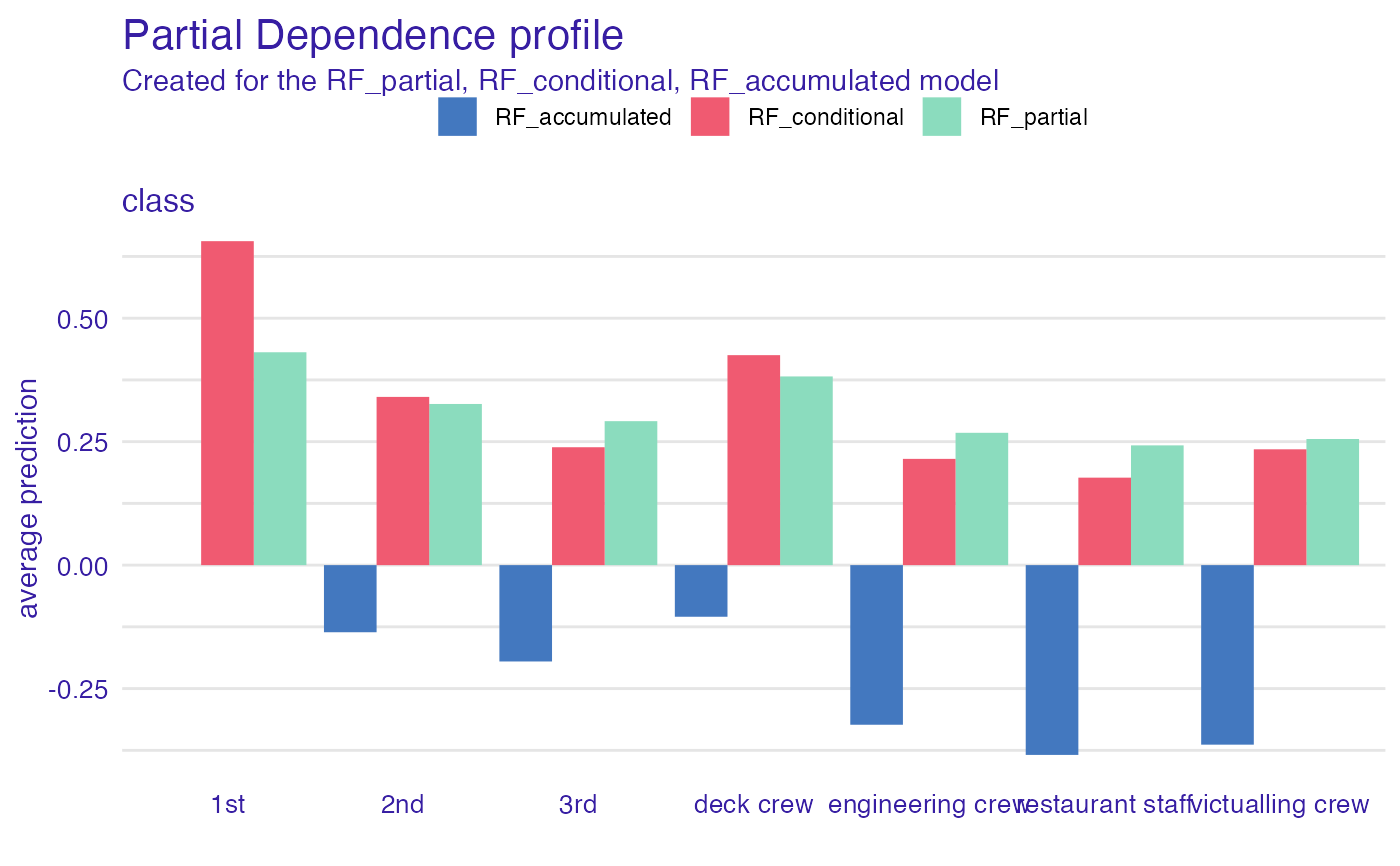 Partial Dependence profile
Created for the RF_partial, RF_conditional, RF_accumulated model
RF_accumulated RF_conditional RF_partial
class
0.50
0.25
0.00
-0.25
average prediction
1st 2nd 3rd deck crew engineering crew restaurant staff victualling crew